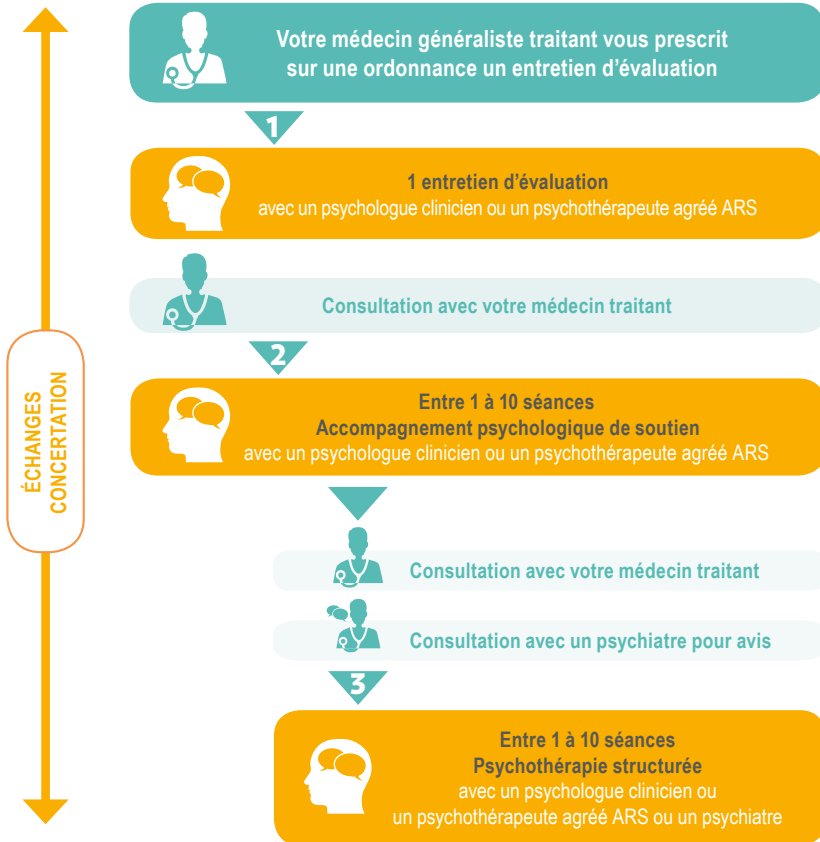 Votre médecin généraliste traitant vous prescrit
sur une ordonnance un entretien d'évaluation
1
1 entretien d'évaluation
avec un psychologue clinicien ou un psychothérapeute agréé ARS
Consultation avec votre médecin traitant
2
Entre 1 à 10 séances
Accompagnement psychologique de soutien
avec un psychologue clinicien ou un psychothérapeute agréé ARS
ÉCHANGES
CONCERTATION
Consultation avec votre médecin traitant
Consultation avec un psychiatre pour avis
3
Entre 1 à 10 séances
Psychothérapie structurée
avec un psychologue clinicien ou
un psychothérapeute agréé ARS ou un psychiatre